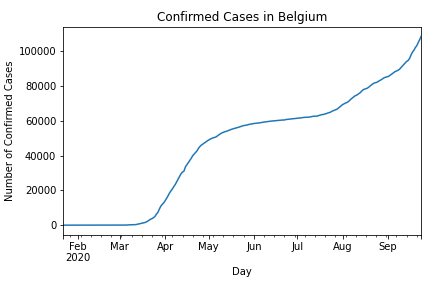 Confirmed Cases in Belgium
Number of Confirmed Cases
100000
80000
60000
40000
20000
0
Feb Mar Apr May Jun Jul Aug Sep
2020
Day